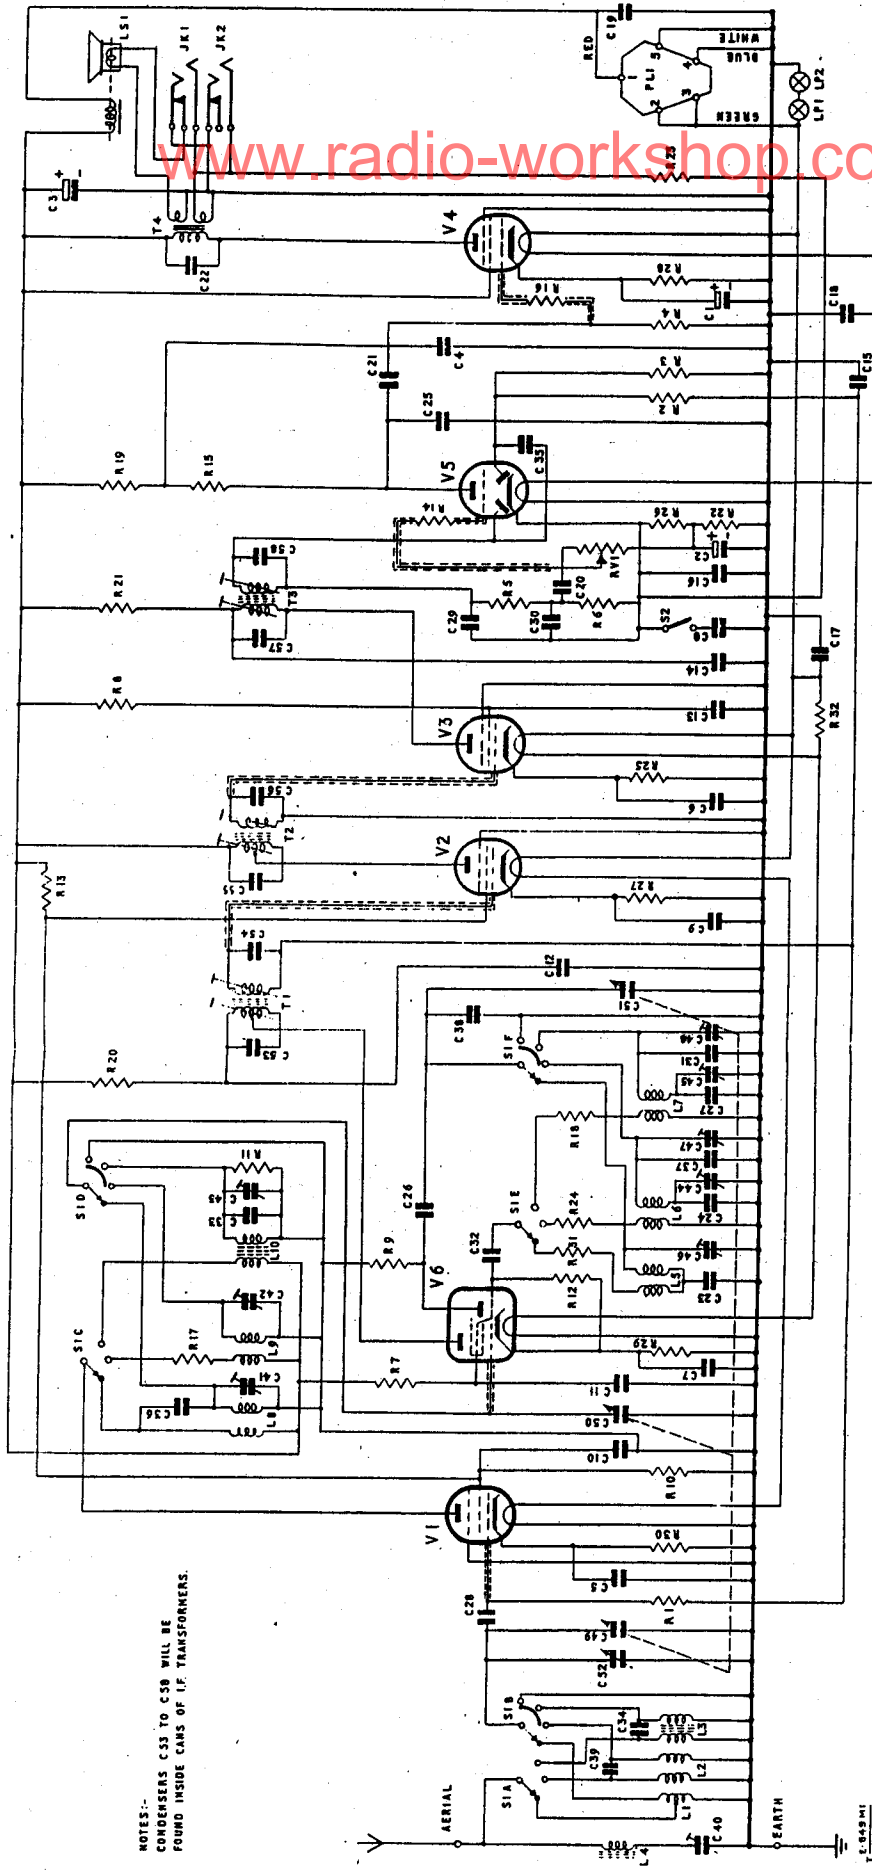 NOTES:-
CONDENSERS C53 TO C58 WILL BE
FOUND INSIDE CANS OF I.F. TRANSFORMERS.
www.radio-workshop.co
AERIAL
EARTH
L4
C40
S1A
S1B
L1
L2
L3
C39
C34
C52
C49
C28
R1
C5
R30
V1
R10
C10
C50
C11
R7
C7
R29
V6
R12
R31
R24
S1E
C32
C26
R9
S1C
S1D
C36
L8
C41
R17
L9
C42
L10
C33
C43
R11
R20
C23
L5
C46
C24
L6
C44
C37
C47
R18
L7
C27
C45
C31
C48
S1F
C38
C51
C112
C53
T1
C54
R13
C9
R27
V2
C55
T2
C56
C6
R25
V3
C13
R8
R21
C57
T3
C58
C14
C8
S2
C16
C2
R22
R26
C29
C30
R5
R6
C20
RV1
R14
V5
C35
R19
R15
C25
C21
C4
R2
R3
R4
C1
R28
R16
V4
C22
T4
C3
LS1
JK1
JK2
R23
RED
C19
WHITE
BLUE
GREEN
PL1
1
2
3
4
5
LP1
LP2
C18
C15
C17
R32